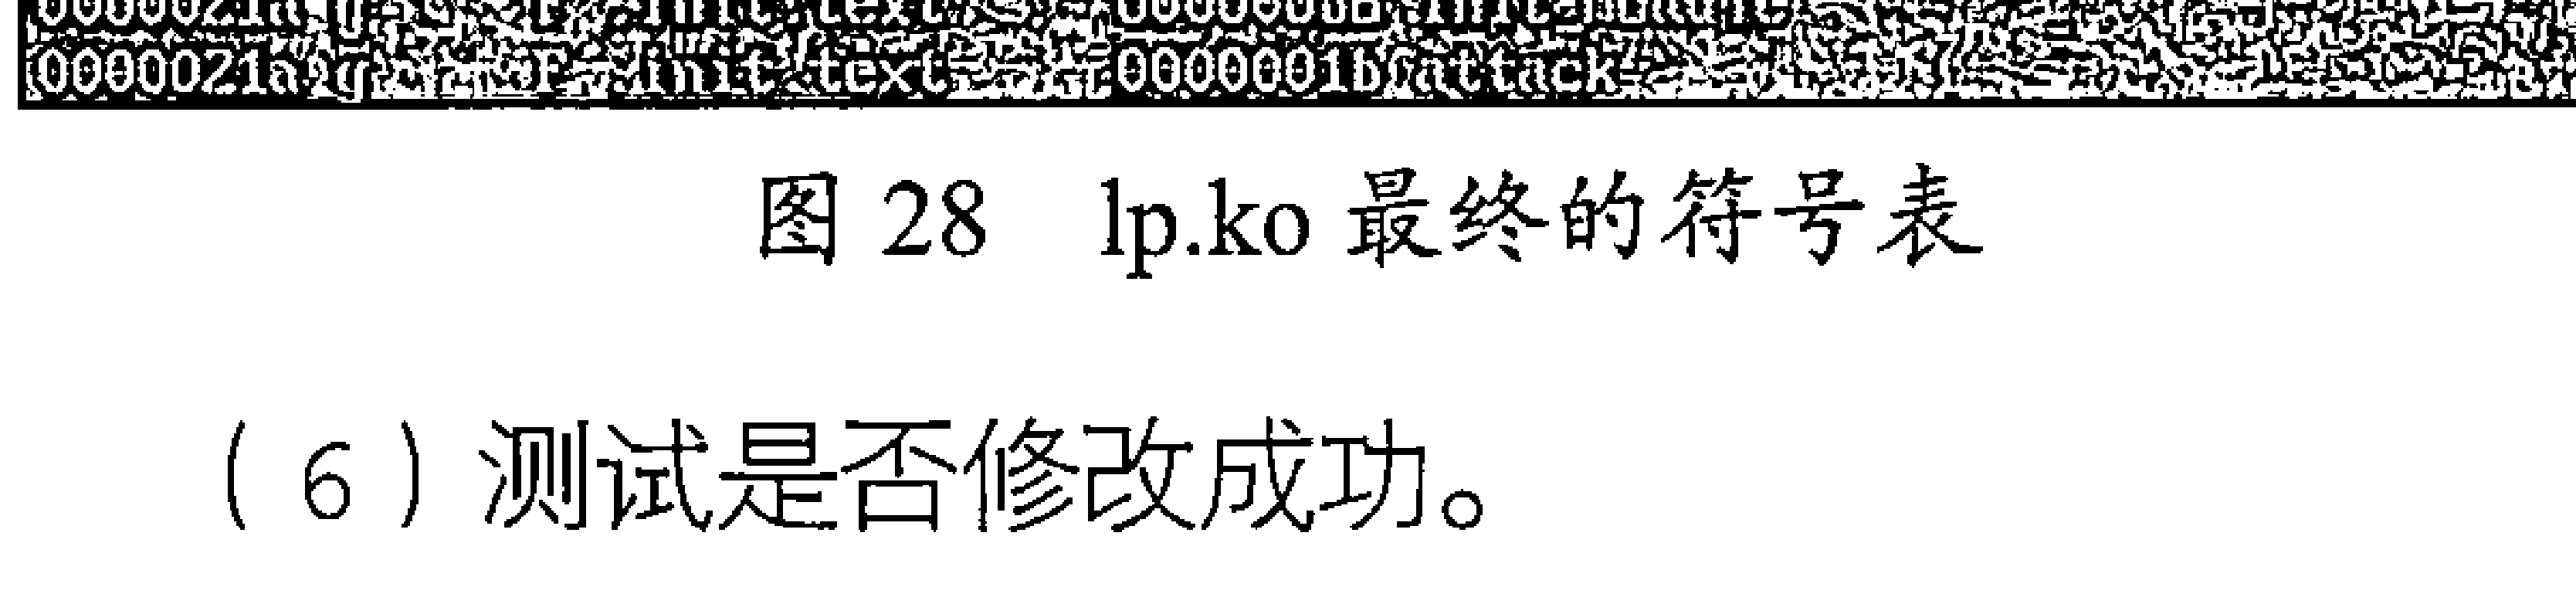 0000021a g F .init.text 0000001b attack
图 28 lp.ko 最终的符号表
（6）测试是否修改成功。